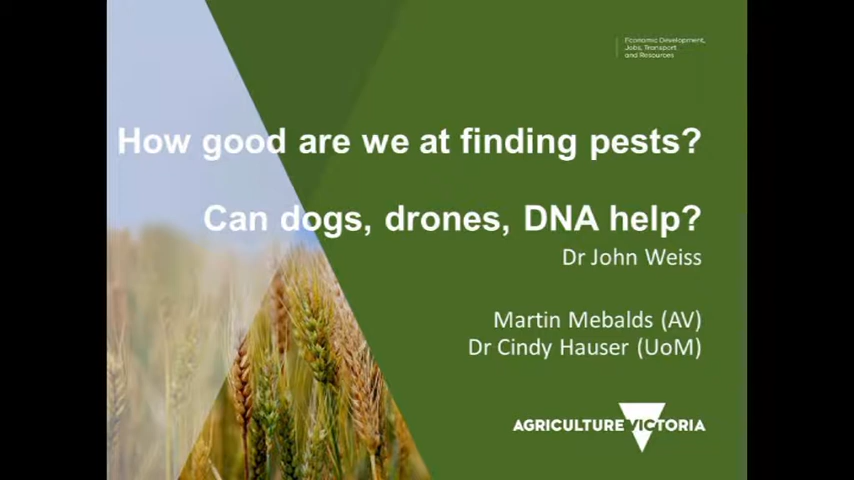 Economic Development,
Jobs, Transport
and Resources
How good are we at finding pests?
Can dogs, drones, DNA help?
Dr John Weiss
Martin Mebalds (AV)
Dr Cindy Hauser (UoM)
AGRICULTURE VICTORIA